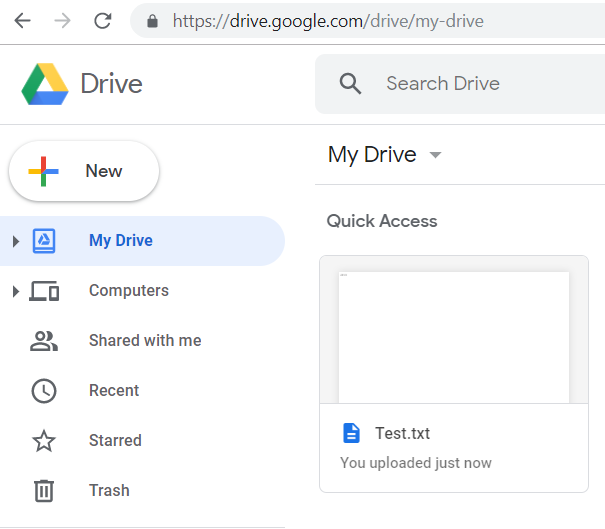 https://drive.google.com/drive/my-drive
Drive
Search Drive
New
My Drive
My Drive
Computers
Shared with me
Recent
Starred
Trash
Quick Access
Test.txt
You uploaded just now